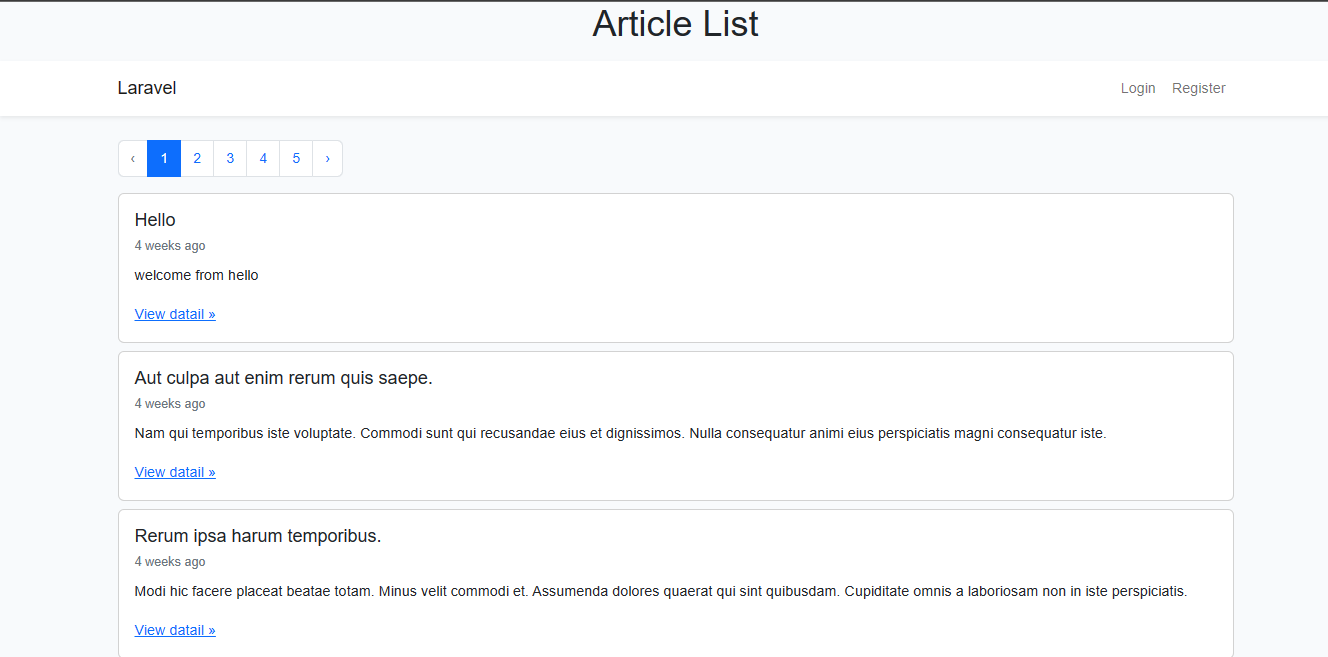 Article List
Laravel
Login Register
‹ 1 2 3 4 5 ›
Hello
4 weeks ago
welcome from hello
View datail »
Aut culpa aut enim rerum quis saepe.
4 weeks ago
Nam qui temporibus iste voluptate. Commodi sunt qui recusandae eius et dignissimos. Nulla consequatur animi eius perspiciatis magni consequatur iste.
View datail »
Rerum ipsa harum temporibus.
4 weeks ago
Modi hic facere placeat beatae totam. Minus velit commodi et. Assumenda dolores quaerat qui sint quibusdam. Cupiditate omnis a laboriosam non in iste perspiciatis.
View datail »